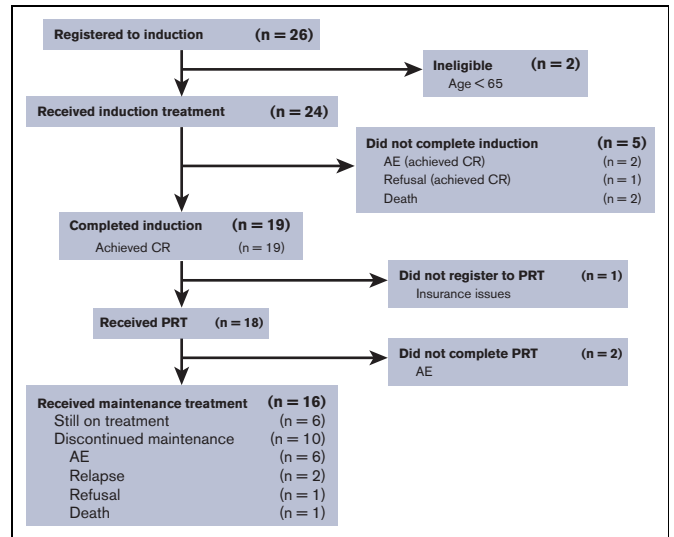 Registered to induction (n = 26)
Ineligible (n = 2)
Age < 65
Received induction treatment (n = 24)
Did not complete induction (n = 5)
AE (achieved CR) (n = 2)
Refusal (achieved CR) (n = 1)
Death (n = 2)
Completed induction (n = 19)
Achieved CR (n = 19)
Did not register to PRT (n = 1)
Insurance issues
Received PRT (n = 18)
Did not complete PRT (n = 2)
AE
Received maintenance treatment (n = 16)
Still on treatment (n = 6)
Discontinued maintenance (n = 10)
AE (n = 6)
Relapse (n = 2)
Refusal (n = 1)
Death (n = 1)